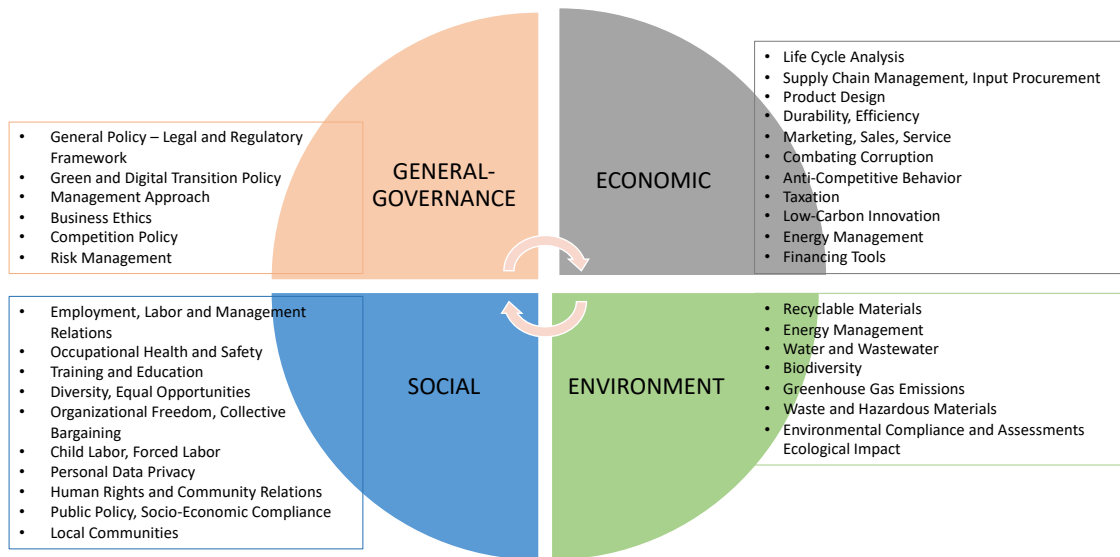 GENERAL-
GOVERNANCE
• General Policy – Legal and Regulatory
Framework
• Green and Digital Transition Policy
• Management Approach
• Business Ethics
• Competition Policy
• Risk Management
ECONOMIC
• Life Cycle Analysis
• Supply Chain Management, Input Procurement
• Product Design
• Durability, Efficiency
• Marketing, Sales, Service
• Combating Corruption
• Anti-Competitive Behavior
• Taxation
• Low-Carbon Innovation
• Energy Management
• Financing Tools
SOCIAL
• Employment, Labor and Management
Relations
• Occupational Health and Safety
• Training and Education
• Diversity, Equal Opportunities
• Organizational Freedom, Collective
Bargaining
• Child Labor, Forced Labor
• Personal Data Privacy
• Human Rights and Community Relations
• Public Policy, Socio-Economic Compliance
• Local Communities
ENVIRONMENT
• Recyclable Materials
• Energy Management
• Water and Wastewater
• Biodiversity
• Greenhouse Gas Emissions
• Waste and Hazardous Materials
• Environmental Compliance and Assessments
Ecological Impact